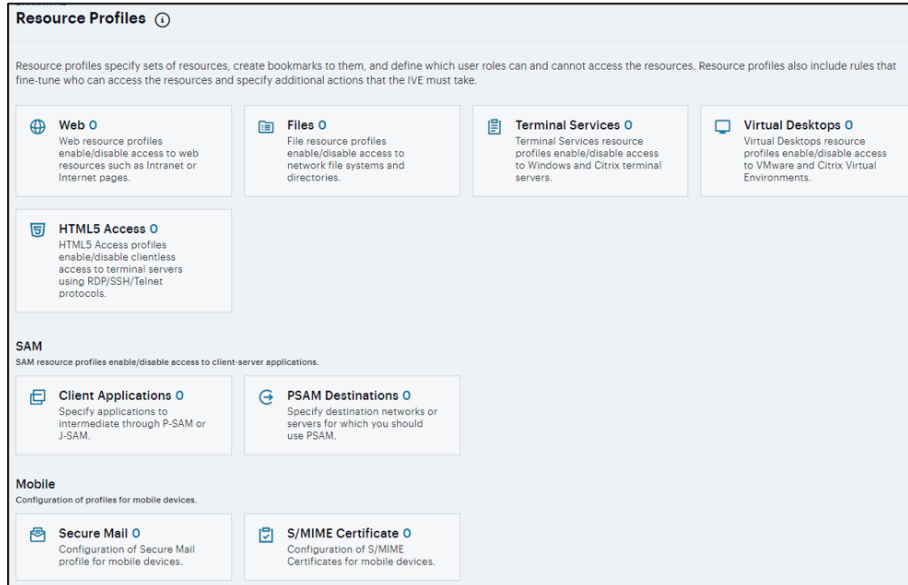 Resource Profiles
Resource profiles specify sets of resources, create bookmarks to them, and define which user roles can and cannot access the resources. Resource profiles also include rules that
fine-tune who can access the resources and specify additional actions that the IVE must take.
Web 0
Web resource profiles
enable/disable access to web
resources such as Intranet or
Internet pages.
Files 0
File resource profiles
enable/disable access to
network file systems and
directories.
Terminal Services 0
Terminal Services resource
profiles enable/disable access
to Windows and Citrix terminal
servers.
Virtual Desktops 0
Virtual Desktops resource
profiles enable/disable access
to VMware and Citrix Virtual
Environments.
HTML5 Access 0
HTML5 Access profiles
enable/disable clientless
access to terminal servers
using RDP/SSH/Telnet
protocols.
SAM
SAM resource profiles enable/disable access to client-server applications.
Client Applications 0
Specify applications to
intermediate through P-SAM or
J-SAM.
PSAM Destinations 0
Specify destination networks or
servers for which you should
use PSAM.
Mobile
Configuration of profiles for mobile devices.
Secure Mail 0
Configuration of Secure Mail
profile for mobile devices.
S/MIME Certificate 0
Configuration of S/MIME
Certificates for mobile devices.